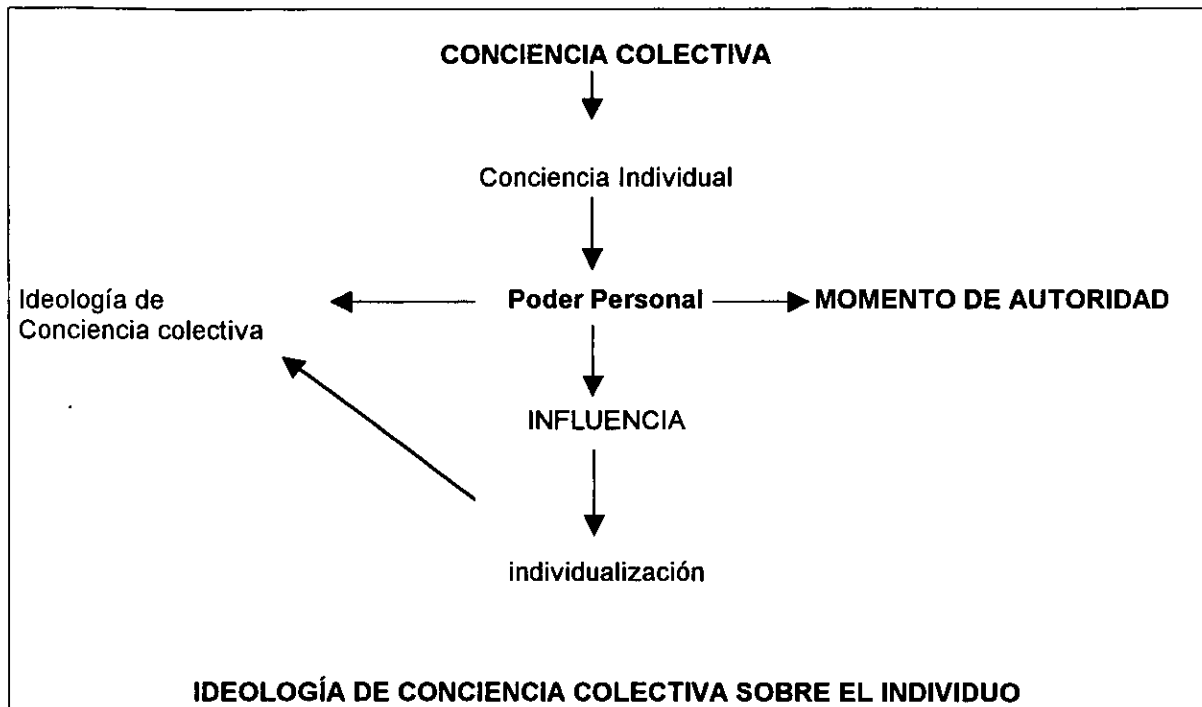 CONCIENCIA COLECTIVA
Conciencia Individual
Ideología de
Conciencia colectiva
Poder Personal
MOMENTO DE AUTORIDAD
INFLUENCIA
individualización
IDEOLOGÍA DE CONCIENCIA COLECTIVA SOBRE EL INDIVIDUO